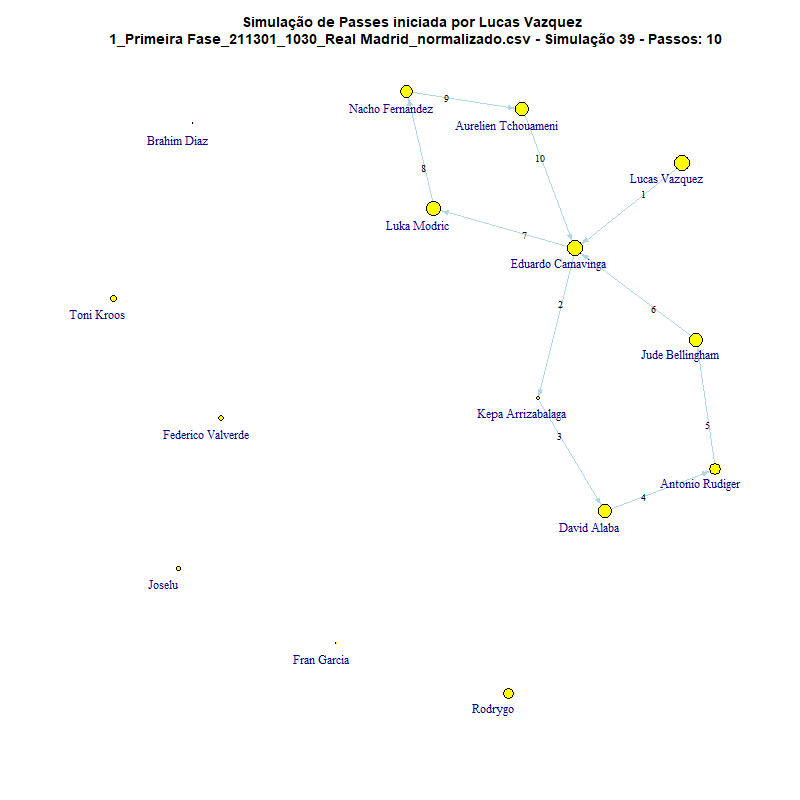 Simulação de Passes iniciada por Lucas Vazquez
1_Primeira Fase_211301_1030_Real Madrid_normalizado.csv - Simulação 39 - Passos: 10
9
Nacho Fernandez
Aurelien Tchouameni
Brahim Diaz
10
8
Lucas Vazquez
1
Luka Modric
7
Eduardo Camavinga
2
6
Toni Kroos
Jude Bellingham
Kepa Arrizabalaga
5
Federico Valverde
3
Antonio Rudiger
4
David Alaba
Joselu
Fran Garcia
Rodrygo